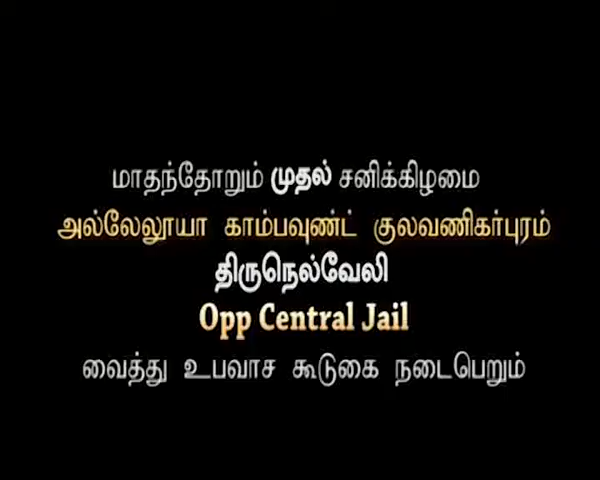 மாதந்தோறும் முதல் சனிக்கிழமை
அல்லேலூயா காம்பவுண்ட் குலவணிகர்புரம்
திருநெல்வேலி
Opp Central Jail
வைத்து உபவாச கூடுகை நடைபெறும்